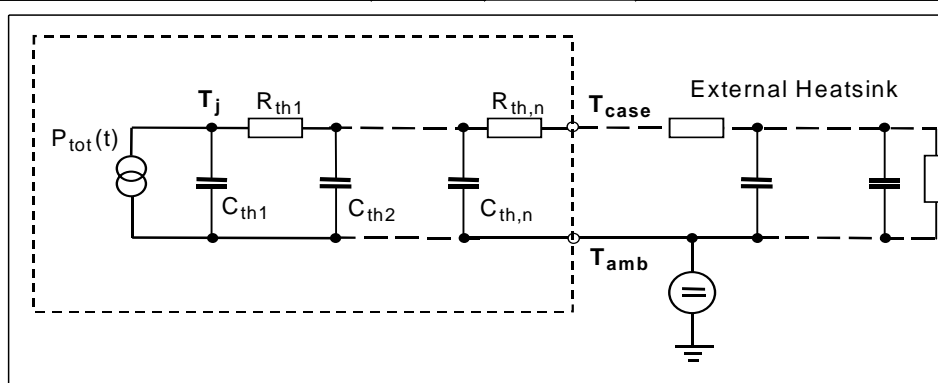 External Heatsink
Tj
Rth1
Rth,n
Tcase
Ptot(t)
Cth1
Cth2
Cth,n
Tamb